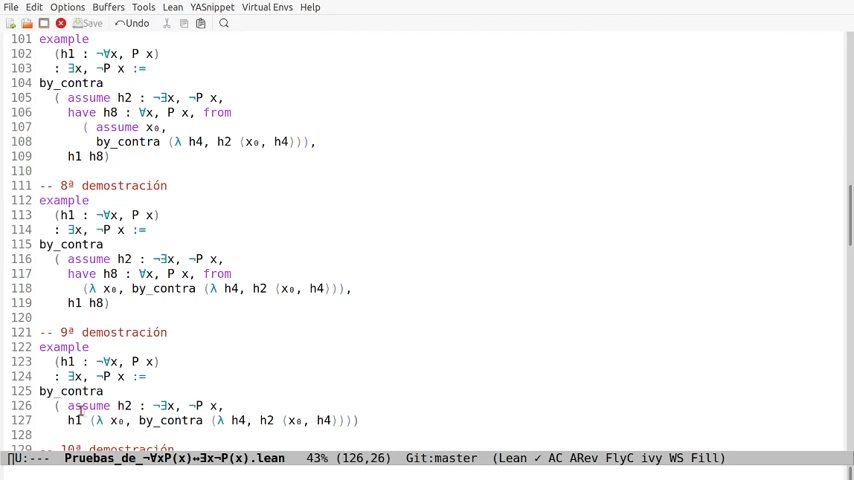 File Edit Options Buffers Tools Lean YASnippet Virtual Envs Help
Save Undo
101 example
102 (h1 : ¬∀x, P x)
103 : ∃x, ¬P x :=
104 by_contra
105 ( assume h2 : ¬∃x, ¬P x,
106 have h8 : ∀x, P x, from
107 ( assume x₀,
108 by_contra (λ h4, h2 ⟨x₀, h4⟩)),
109 h1 h8)
110
111 -- 8ª demostración
112 example
113 (h1 : ¬∀x, P x)
114 : ∃x, ¬P x :=
115 by_contra
116 ( assume h2 : ¬∃x, ¬P x,
117 have h8 : ∀x, P x, from
118 (λ x₀, by_contra (λ h4, h2 ⟨x₀, h4⟩)),
119 h1 h8)
120
121 -- 9ª demostración
122 example
123 (h1 : ¬∀x, P x)
124 : ∃x, ¬P x :=
125 by_contra
126 ( assume h2 : ¬∃x, ¬P x,
127 h1 (λ x₀, by_contra (λ h4, h2 ⟨x₀, h4⟩)))
128
129 -- 10ª demostración
U:--- Pruebas_de_¬∀xP(x)↔∃x¬P(x).lean 43% (126,26) Git:master (Lean ✓ AC ARev FlyC ivy WS Fill)